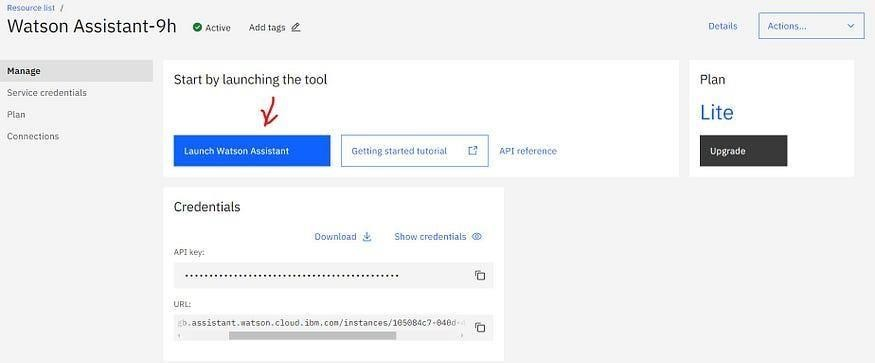 Resource list /
Watson Assistant-9h Active Add tags
Details Actions...
Manage
Service credentials
Plan
Connections
Start by launching the tool
Launch Watson Assistant Getting started tutorial API reference
Plan
Lite
Upgrade
Credentials
Download Show credentials
API key:
••••••••••••••••••••••••••••••••••••••••••••
URL:
gb.assistant.watson.cloud.ibm.com/instances/105084c7-040d-